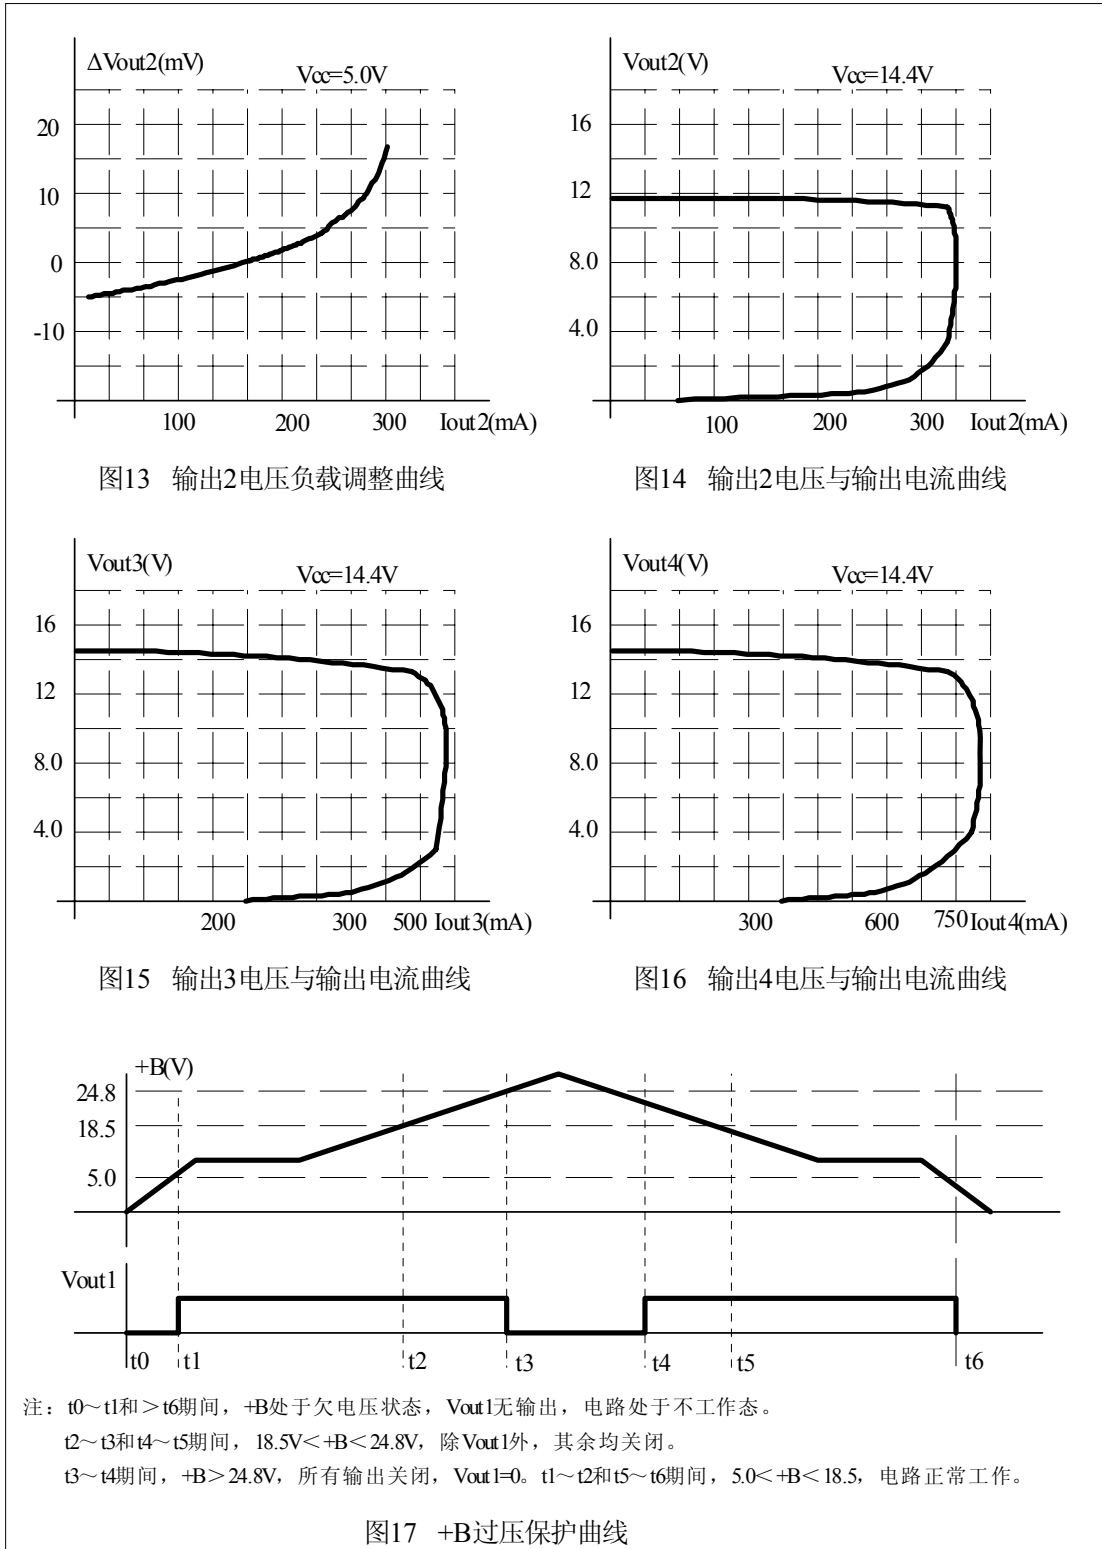 ΔVout2(mV)
Vcc=5.0V
20
10
0
-10
100 200 300 Iout2(mA)
图13 输出2电压负载调整曲线
Vout2(V)
Vcc=14.4V
16
12
8.0
4.0
100 200 300 Iout2(mA)
图14 输出2电压与输出电流曲线
Vout3(V)
Vcc=14.4V
16
12
8.0
4.0
200 300 500 Iout3(mA)
图15 输出3电压与输出电流曲线
Vout4(V)
Vcc=14.4V
16
12
8.0
4.0
300 600 750 Iout4(mA)
图16 输出4电压与输出电流曲线
+B(V)
24.8
18.5
5.0
Vout1
t0 t1 t2 t3 t4 t5 t6
注：t0～t1和＞t6期间，+B处于欠电压状态，Vout1无输出，电路处于不工作态。
t2～t3和t4～t5期间，18.5V＜+B＜24.8V，除Vout1外，其余均关闭。
t3～t4期间，+B＞24.8V，所有输出关闭，Vout1=0。t1～t2和t5～t6期间，5.0＜+B＜18.5，电路正常工作。
图17 +B过压保护曲线